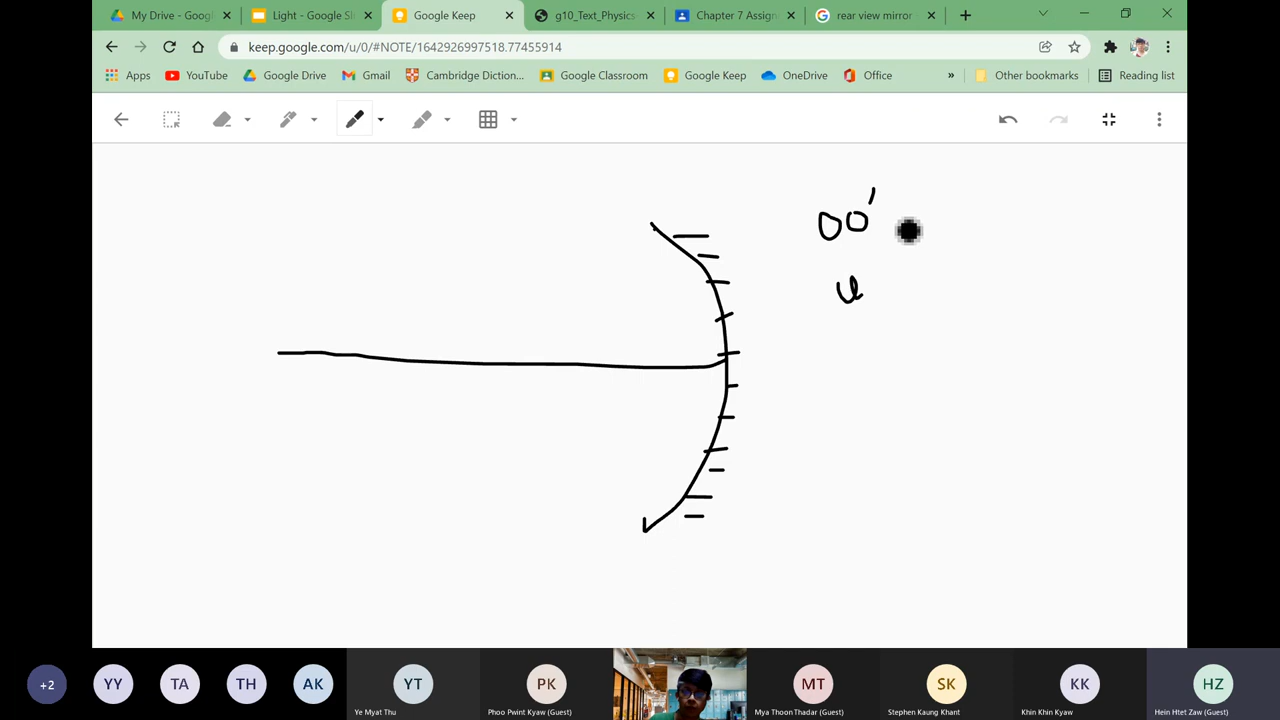 My Drive - Googl
Light - Google Sl
Google Keep
g10_Text_Physics
Chapter 7 Assign
rear view mirror
keep.google.com/u/0/#NOTE/1642926997518.77455914
Apps
YouTube
Google Drive
Gmail
Cambridge Diction...
Google Classroom
Google Keep
OneDrive
Office
»
Other bookmarks
Reading list
OO'
u
+2
YY
TA
TH
AK
YT
PK
MT
SK
KK
HZ
Ye Myat Thu
Phoo Pwint Kyaw (Guest)
Mya Thoon Thadar (Guest)
Stephen Kaung Khant
Khin Khin Kyaw
Hein Htet Zaw (Guest)